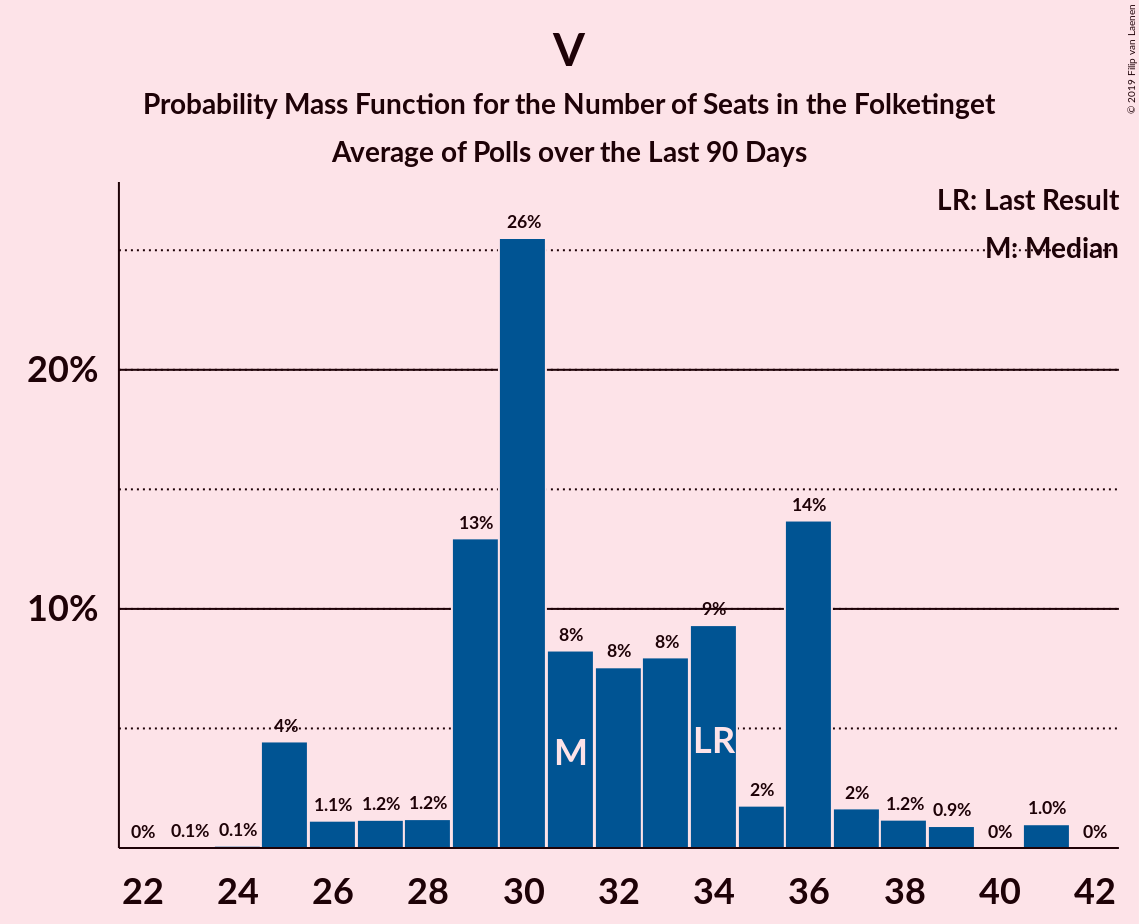 V
Probability Mass Function for the Number of Seats in the Folketinget
Average of Polls over the Last 90 Days
© 2019 Filip van Laenen
LR: Last Result
M: Median
20%
10%
0%
0.1%
0.1%
4%
1.1%
1.2%
1.2%
13%
26%
8%
8%
8%
9%
2%
14%
2%
1.2%
0.9%
0%
1.0%
0%
M
LR
22 24 26 28 30 32 34 36 38 40 42